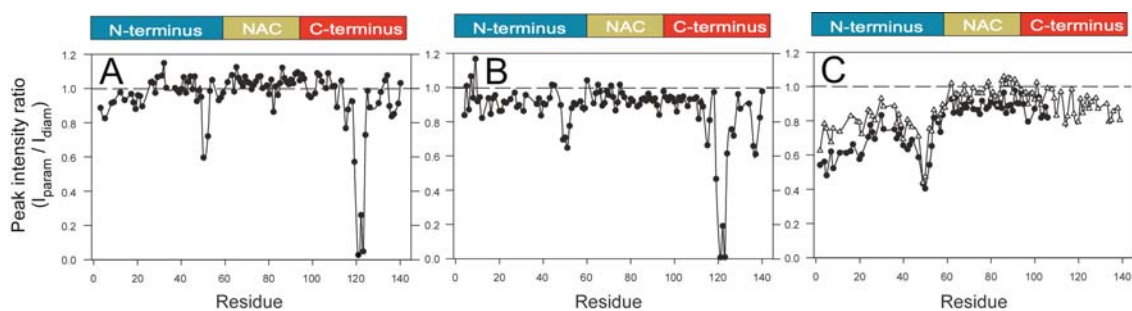 N-terminus NAC C-terminus N-terminus NAC C-terminus N-terminus NAC C-terminus
A B C
Peak intensity ratio
(I_param / I_diam)
1.2 1.2 1.2
1.0 1.0 1.0
0.8 0.8 0.8
0.6 0.6 0.6
0.4 0.4 0.4
0.2 0.2 0.2
0.0 0.0 0.0
0 20 40 60 80 100 120 140 0 20 40 60 80 100 120 140 0 20 40 60 80 100 120 140
Residue Residue Residue